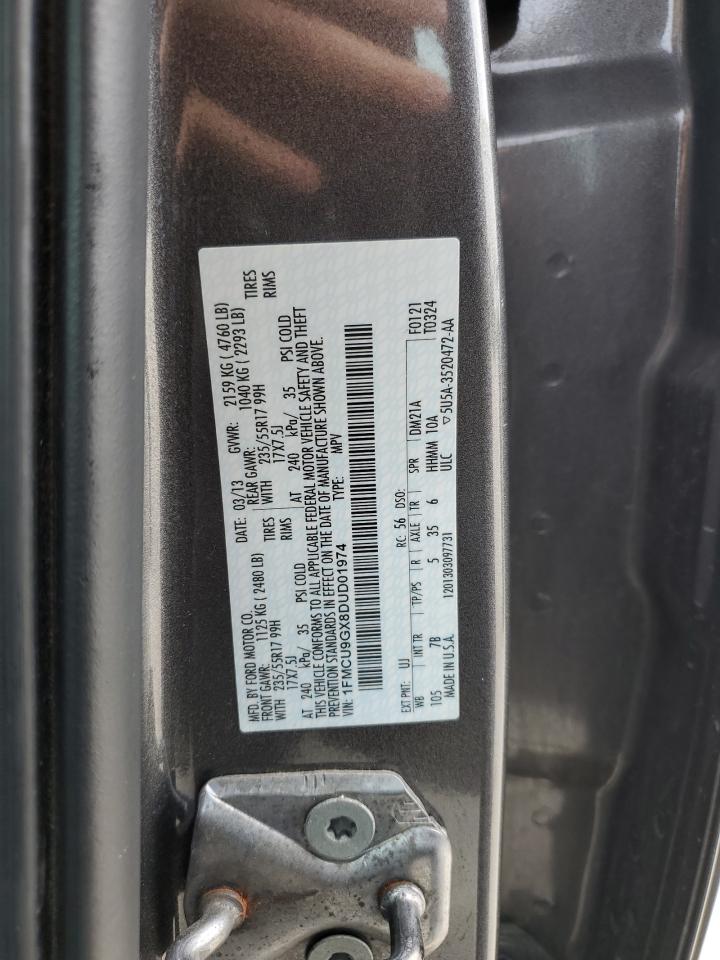 MFD. BY FORD MOTOR CO.
DATE: 03/13 GVWR: 2159 KG ( 4760 LB)
FRONT GAWR: 1125 KG ( 2480 LB) REAR GAWR: 1040 KG ( 2293 LB)
WITH 235/55R17 99H TIRES WITH 235/55R17 99H TIRES
17X7.5J RIMS 17X7.5J RIMS
AT 240 kPa/ 35 PSI COLD AT 240 kPa/ 35 PSI COLD
THIS VEHICLE CONFORMS TO ALL APPLICABLE FEDERAL MOTOR VEHICLE SAFETY AND THEFT
PREVENTION STANDARDS IN EFFECT ON THE DATE OF MANUFACTURE SHOWN ABOVE.
VIN: 1FMCU9GX8DUD01974 TYPE: MPV
EXT PNT: UJ RC: 56 DSO: F0121
WB INT TR TP/PS R AXLE TR SPR DM21A T0324
105 7B 5 35 6 HHMM 10A
MADE IN U.S.A. 1201303097731 ULC ▽5U5A-3520472-AA